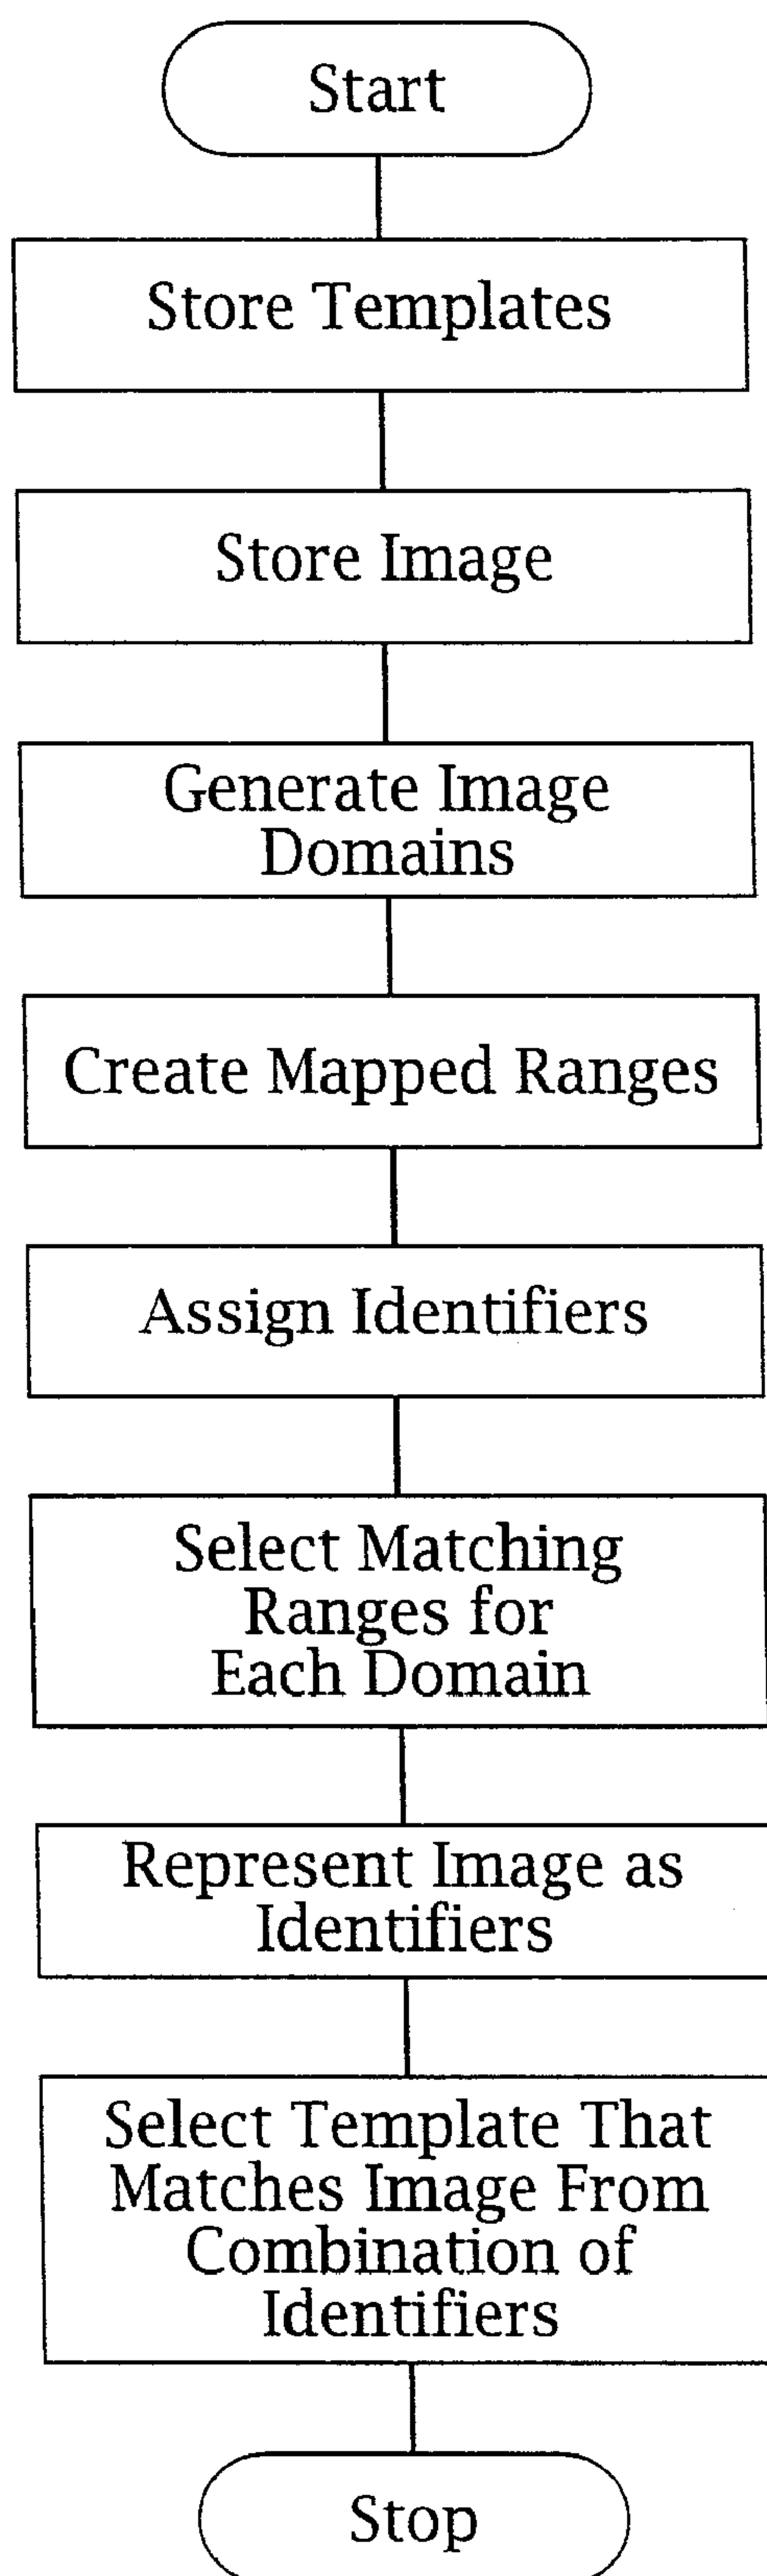 Start
Store Templates
Store Image
Generate Image
Domains
Create Mapped Ranges
Assign Identifiers
Select Matching
Ranges for
Each Domain
Represent Image as
Identifiers
Select Template That
Matches Image From
Combination of
Identifiers
Stop